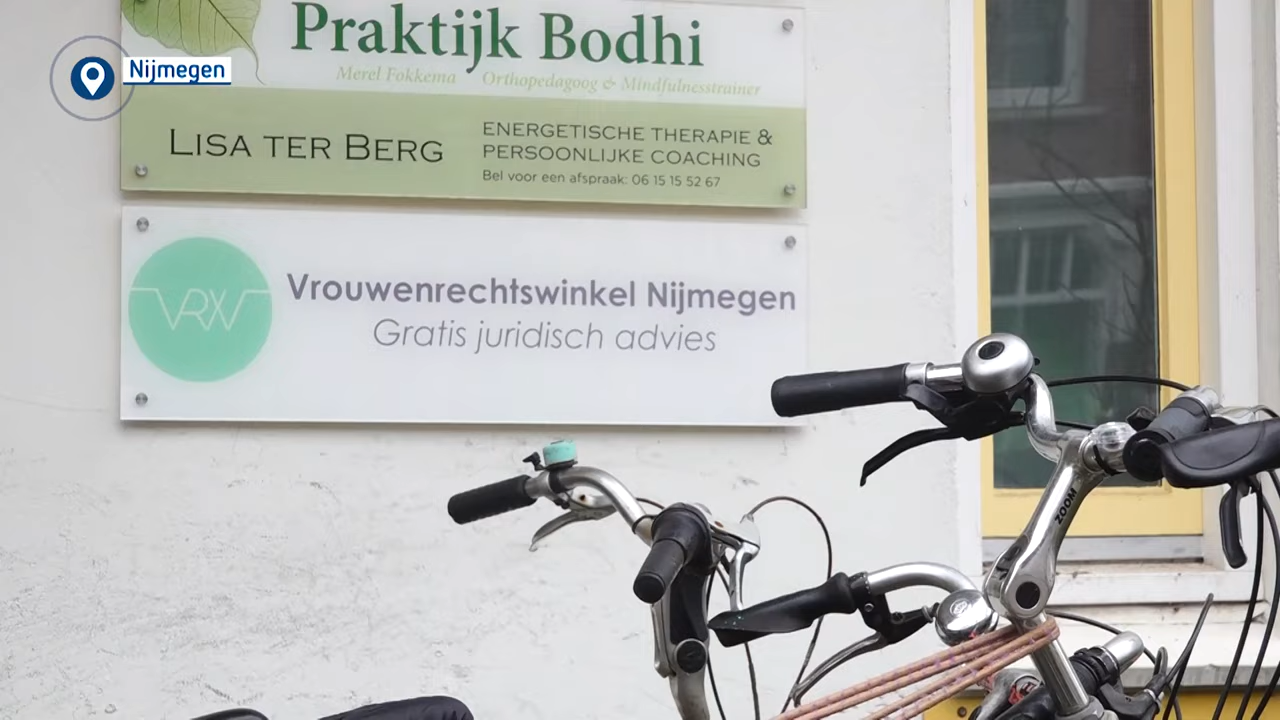 Praktijk Bodhi
Merel Fokkema Orthopedagoog & Mindfulnesstrainer
Nijmegen
LISA TER BERG
ENERGETISCHE THERAPIE &
PERSOONLIJKE COACHING
Bel voor een afspraak: 06 15 15 52 67
VRW
Vrouwenrechtswinkel Nijmegen
Gratis juridisch advies
ZOOM